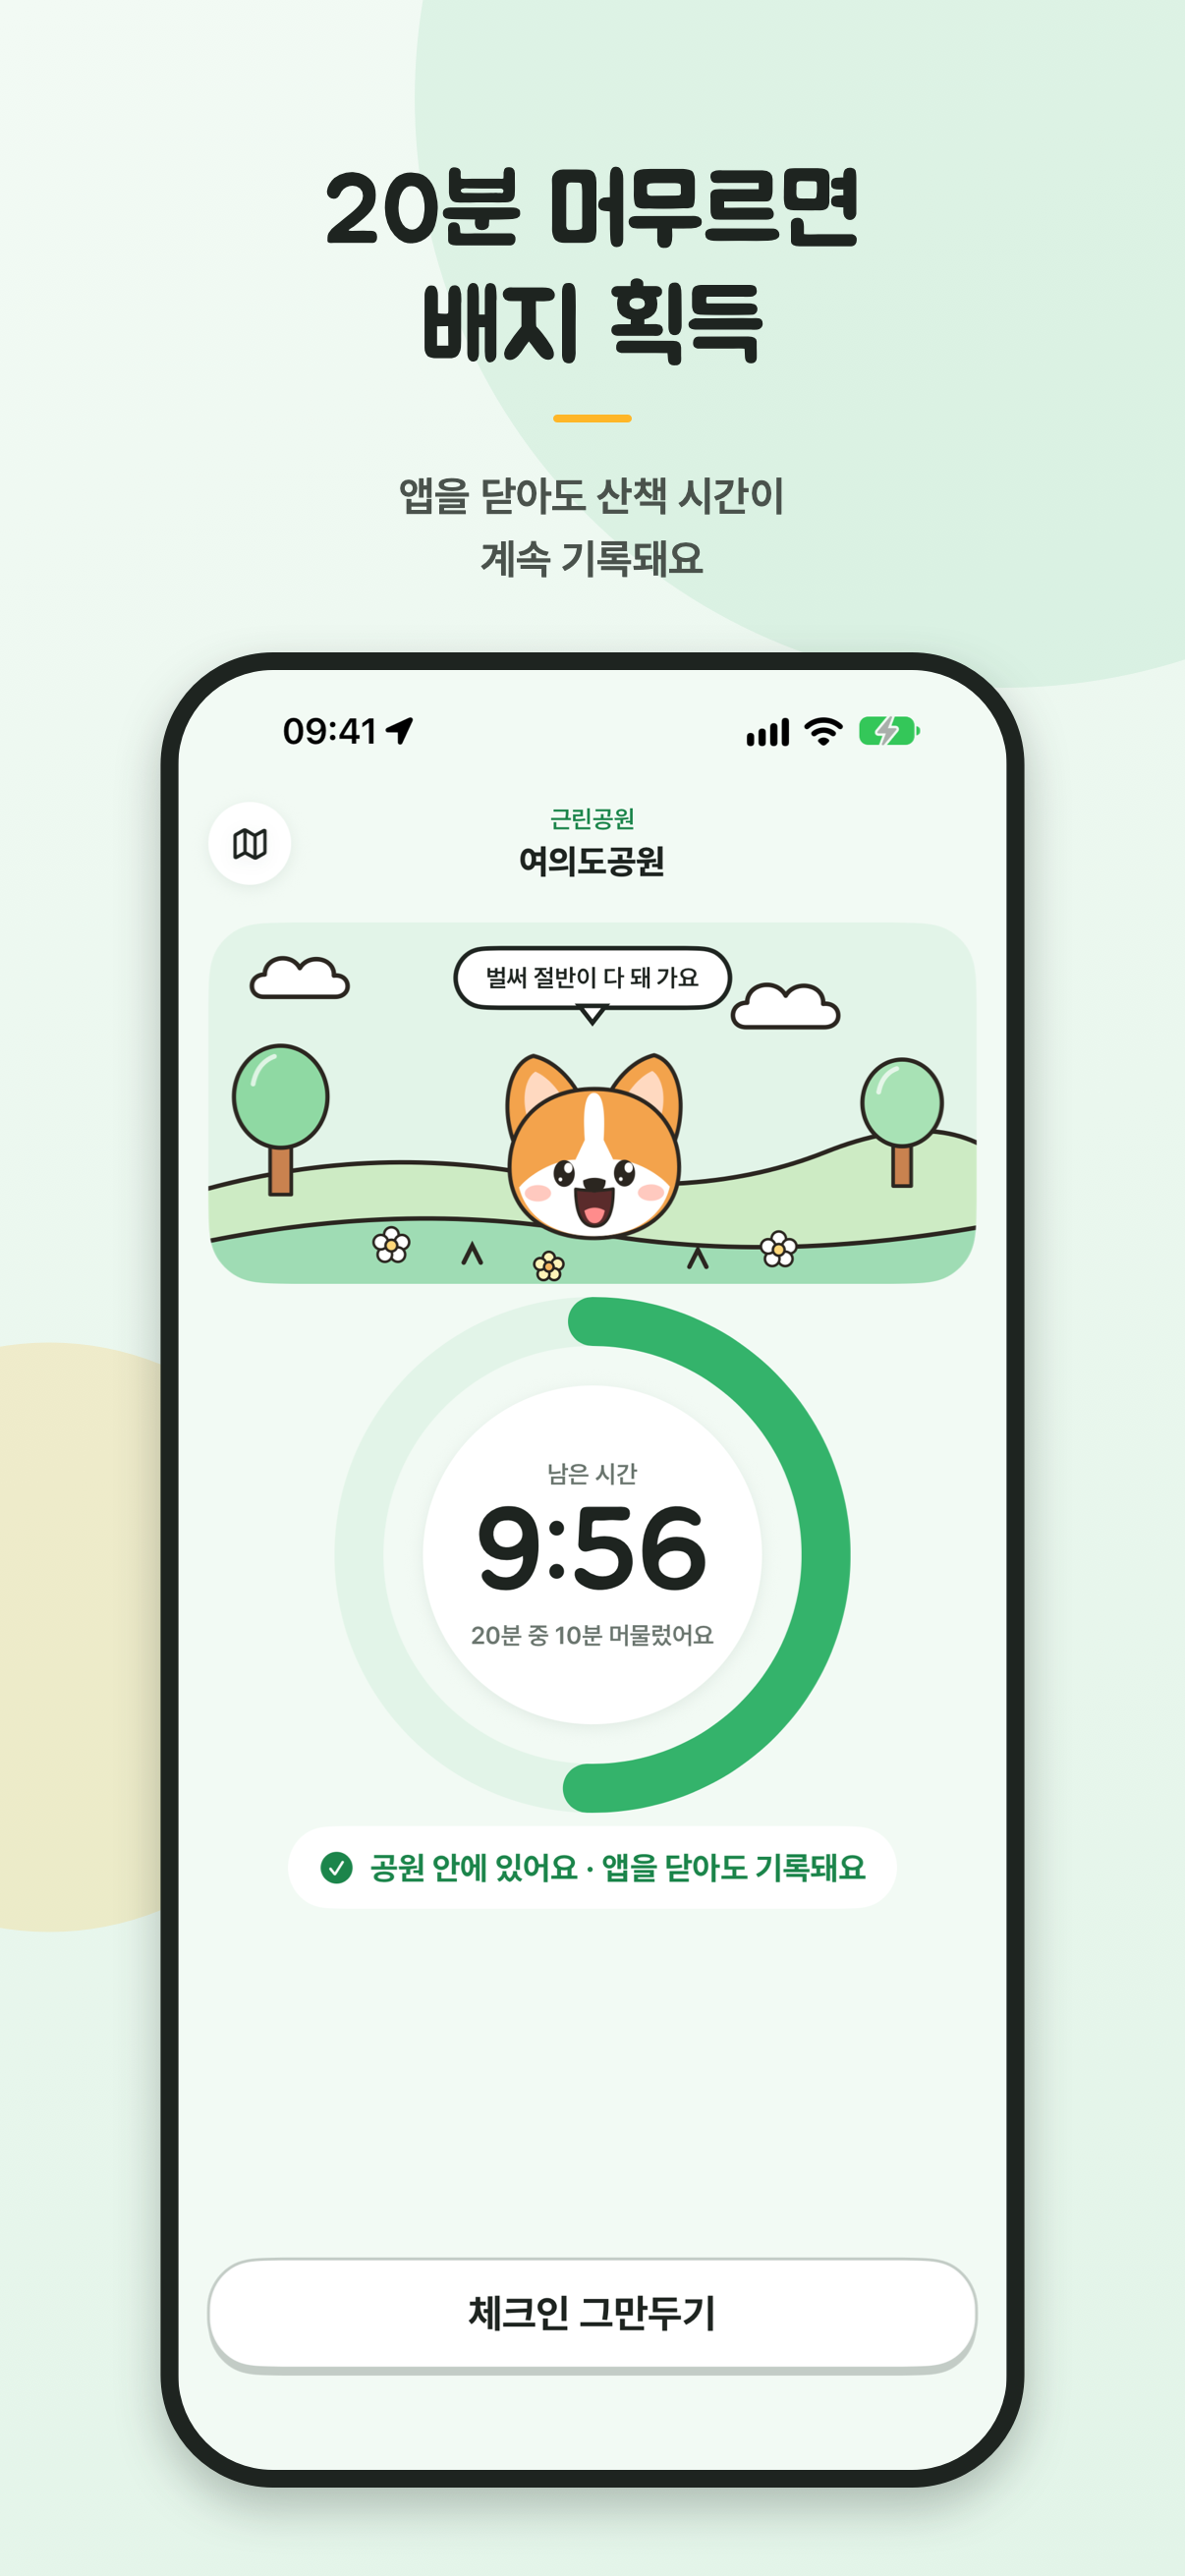 20분 머무르면
배지 획득
앱을 닫아도 산책 시간이
계속 기록돼요
09:41
근린공원
여의도공원
벌써 절반이 다 돼 가요
남은 시간
9:56
20분 중 10분 머물렀어요
공원 안에 있어요 · 앱을 닫아도 기록돼요
체크인 그만두기